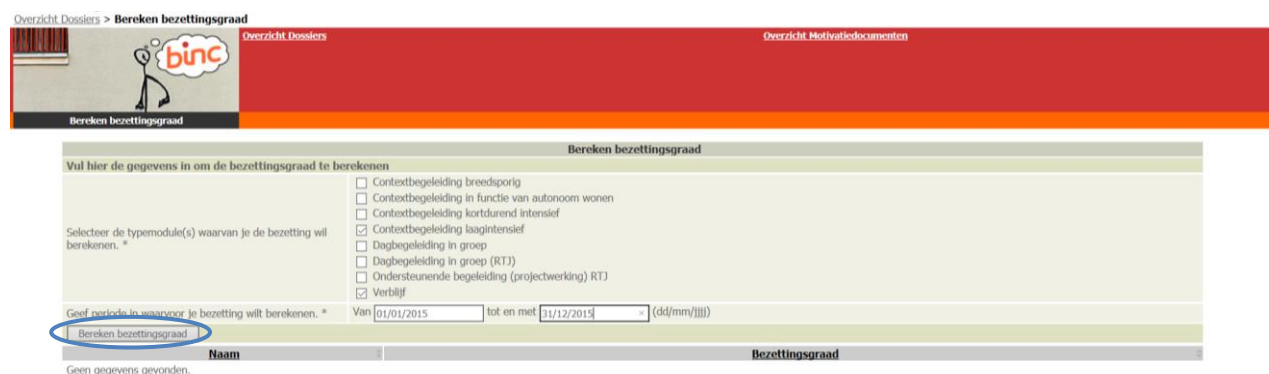 Overzicht Dossiers > Bereken bezettingsgraad
binc
Overzicht Dossiers
Overzicht Motivatiedocumenten
Bereken bezettingsgraad
Bereken bezettingsgraad
Vul hier de gegevens in om de bezettingsgraad te berekenen
Selecteer de typemodule(s) waarvan je de bezetting wil
berekenen. *
Contextbegeleiding breedsporig
Contextbegeleiding in functie van autonoom wonen
Contextbegeleiding kortdurend intensief
Contextbegeleiding laagintensief
Dagbegeleiding in groep
Dagbegeleiding in groep (RTJ)
Ondersteunende begeleiding (projectwerking) RTJ
Verblijf
Geef periode in waarvoor je bezetting wilt berekenen. * Van 01/01/2015 tot en met 31/12/2015 × (dd/mm/jjjj)
Bereken bezettingsgraad
Naam Bezettingsgraad
Geen gegevens gevonden.